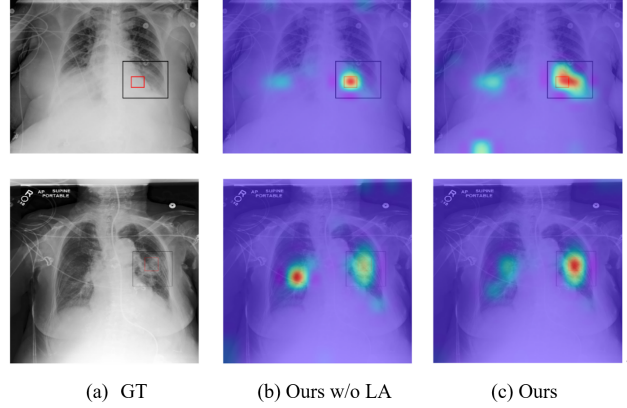 AP SUPINE
PORTABLE
AP SUPINE
PORTABLE
AP SUPINE
PORTABLE
(a) GT
(b) Ours w/o LA
(c) Ours